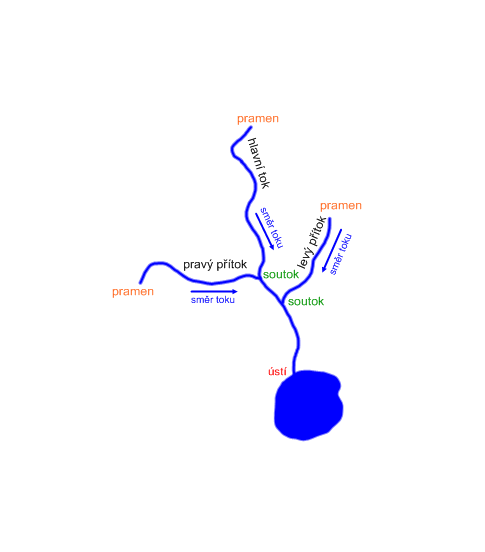 pramen
hlavní tok
pramen
směr toku
levý přítok
směr toku
pravý přítok
soutok
pramen
směr toku
soutok
ústí